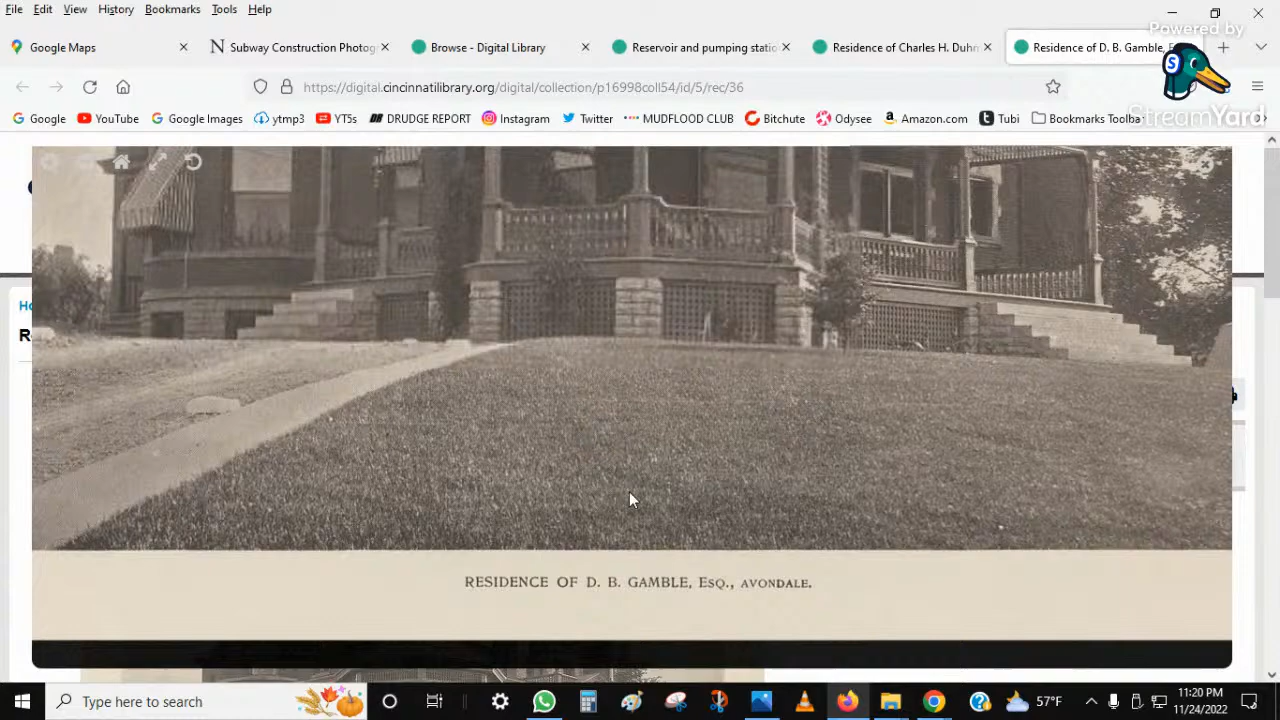 File Edit View History Bookmarks Tools Help
Powered by
Google Maps
Subway Construction Photog
Browse - Digital Library
Reservoir and pumping statio
Residence of Charles H. Duhm
Residence of D. B. Gamble, E
https://digital.cincinnatilibrary.org/digital/collection/p16998coll54/id/5/rec/36
StreamYard
Google YouTube Google Images ytmp3 YT5s DRUDGE REPORT Instagram Twitter MUDFLOOD CLUB Bitchute Odysee Amazon.com Tubi Bookmarks Toolba
Ho
R
RESIDENCE OF D. B. GAMBLE, ESQ., AVONDALE.
Type here to search
57°F
11:20 PM
11/24/2022